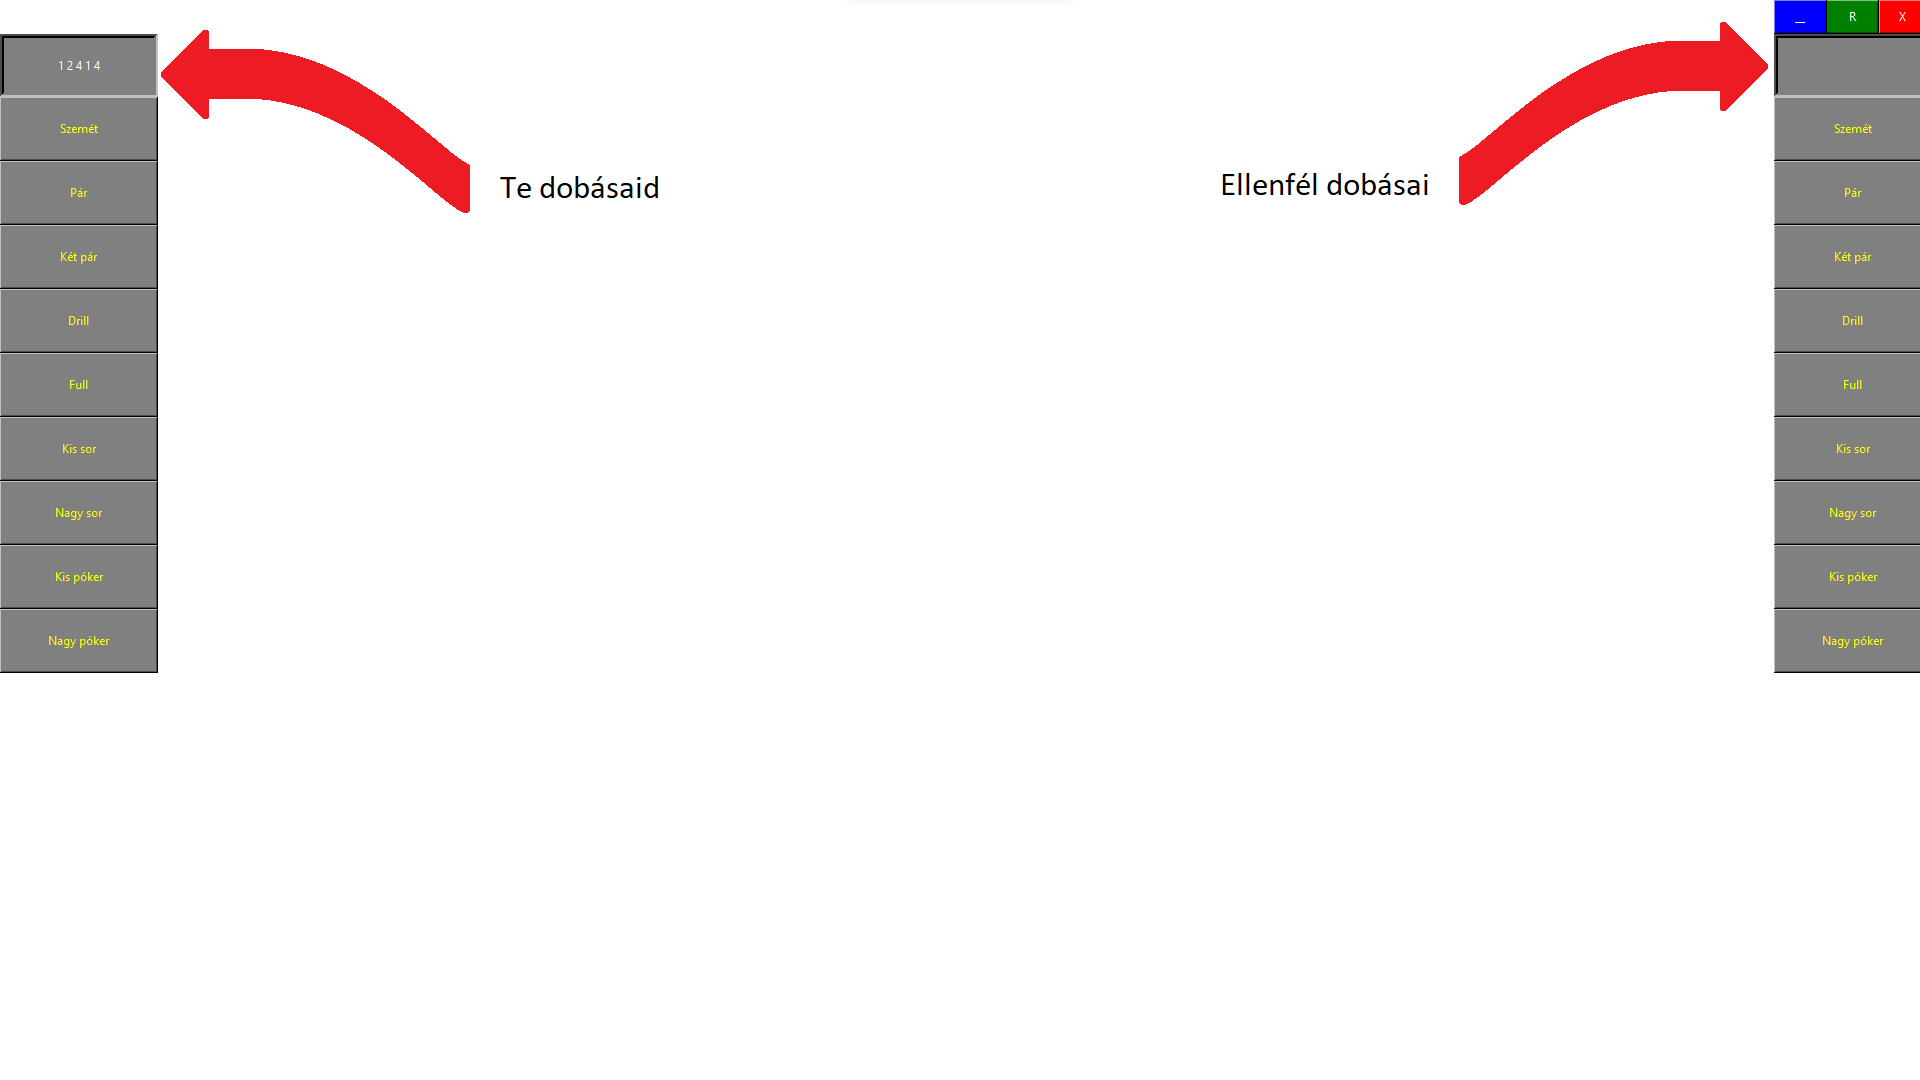 _ R X
1 2 4 1 4
Szemét
Pár
Két pár
Drill
Full
Kis sor
Nagy sor
Kis póker
Nagy póker
Te dobásaid
Ellenfél dobásai
Szemét
Pár
Két pár
Drill
Full
Kis sor
Nagy sor
Kis póker
Nagy póker